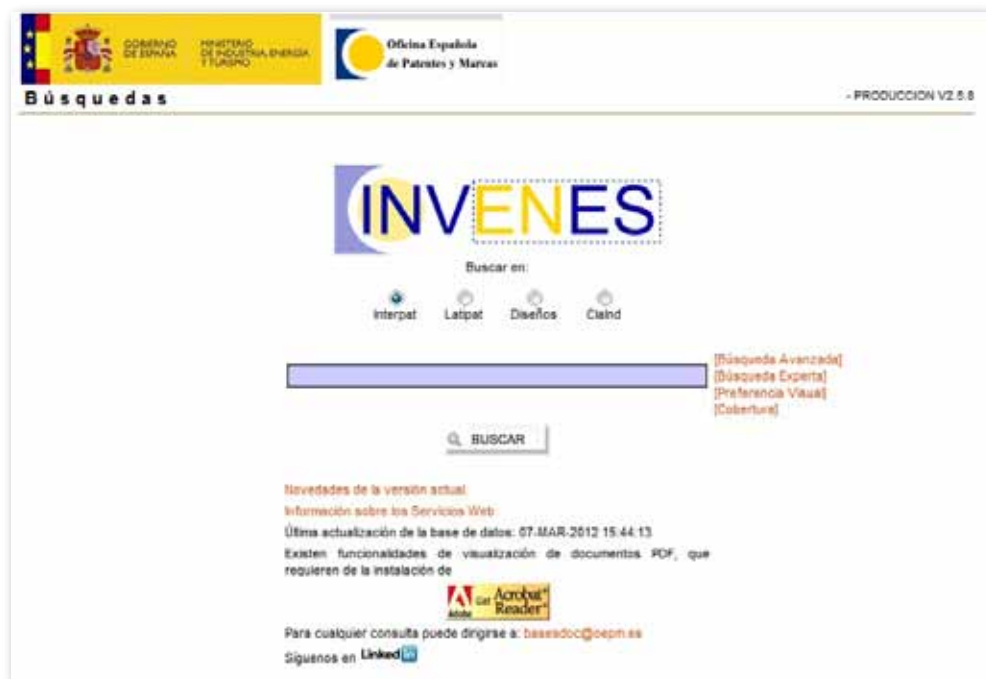 GOBIERNO DE ESPAÑA
MINISTERIO DE INDUSTRIA, ENERGÍA Y TURISMO
Oficina Española
de Patentes y Marcas
Búsquedas
- PRODUCCION V2.5.8
INVENES
Buscar en:
Interpat Latipat Diseños ClaInd
[Búsqueda Avanzada]
[Búsqueda Experta]
[Preferencia Visual]
[Cobertura]
BUSCAR
Novedades de la versión actual
Información sobre los Servicios Web
Última actualización de la base de datos: 07-MAR-2012 15:44:13
Existen funcionalidades de visualización de documentos PDF, que
requieren de la instalación de
Adobe Get Acrobat®
Reader®
Para cualquier consulta puede dirigirse a: basesdoc@oepm.es
Síguenos en Linked in